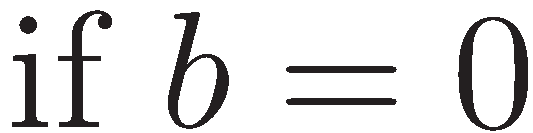 if b = 0